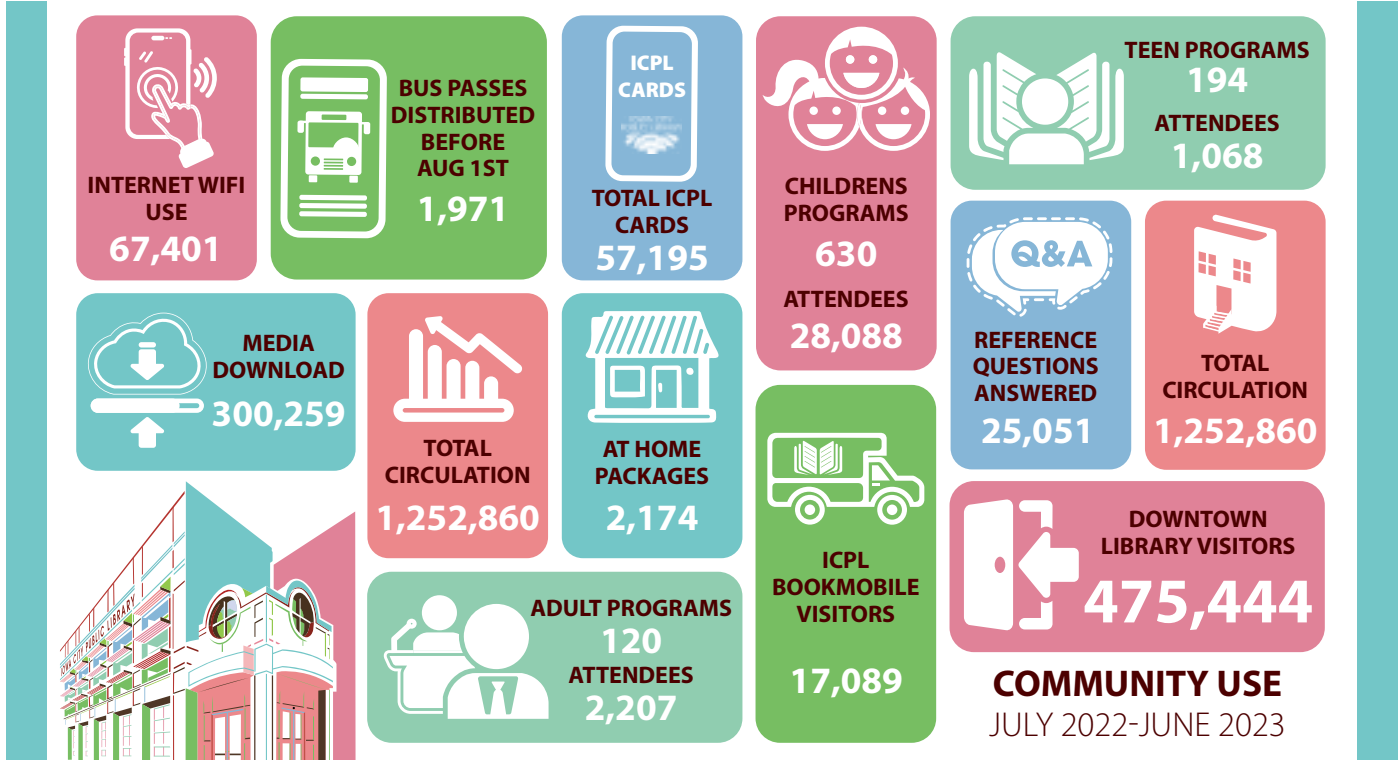 INTERNET WIFI
USE
67,401
BUS PASSES
DISTRIBUTED
BEFORE
AUG 1ST
1,971
ICPL
CARDS
TOTAL ICPL
CARDS
57,195
CHILDRENS
PROGRAMS
630
ATTENDEES
28,088
TEEN PROGRAMS
194
ATTENDEES
1,068
MEDIA
DOWNLOAD
300,259
TOTAL
CIRCULATION
1,252,860
AT HOME
PACKAGES
2,174
Q&A
REFERENCE
QUESTIONS
ANSWERED
25,051
TOTAL
CIRCULATION
1,252,860
IOWA CITY PUBLIC LIBRARY
ADULT PROGRAMS
120
ATTENDEES
2,207
ICPL
BOOKMOBILE
VISITORS
17,089
DOWNTOWN
LIBRARY VISITORS
475,444
COMMUNITY USE
JULY 2022-JUNE 2023